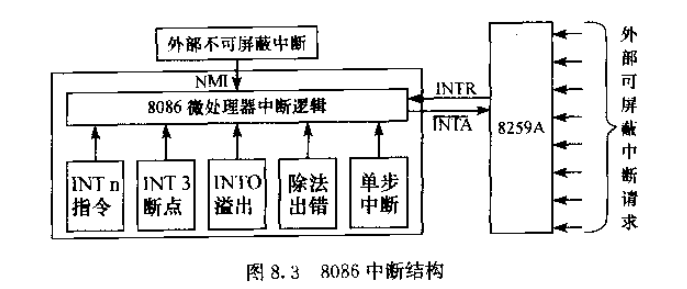 外部不可屏蔽中断
NMI
8086 微处理器中断逻辑
INTR
INTA
8259A
外部可屏蔽中断请求
INT n
指令
INT 3
断点
INTO
溢出
除法
出错
单步
中断
图 8.3 8086 中断结构